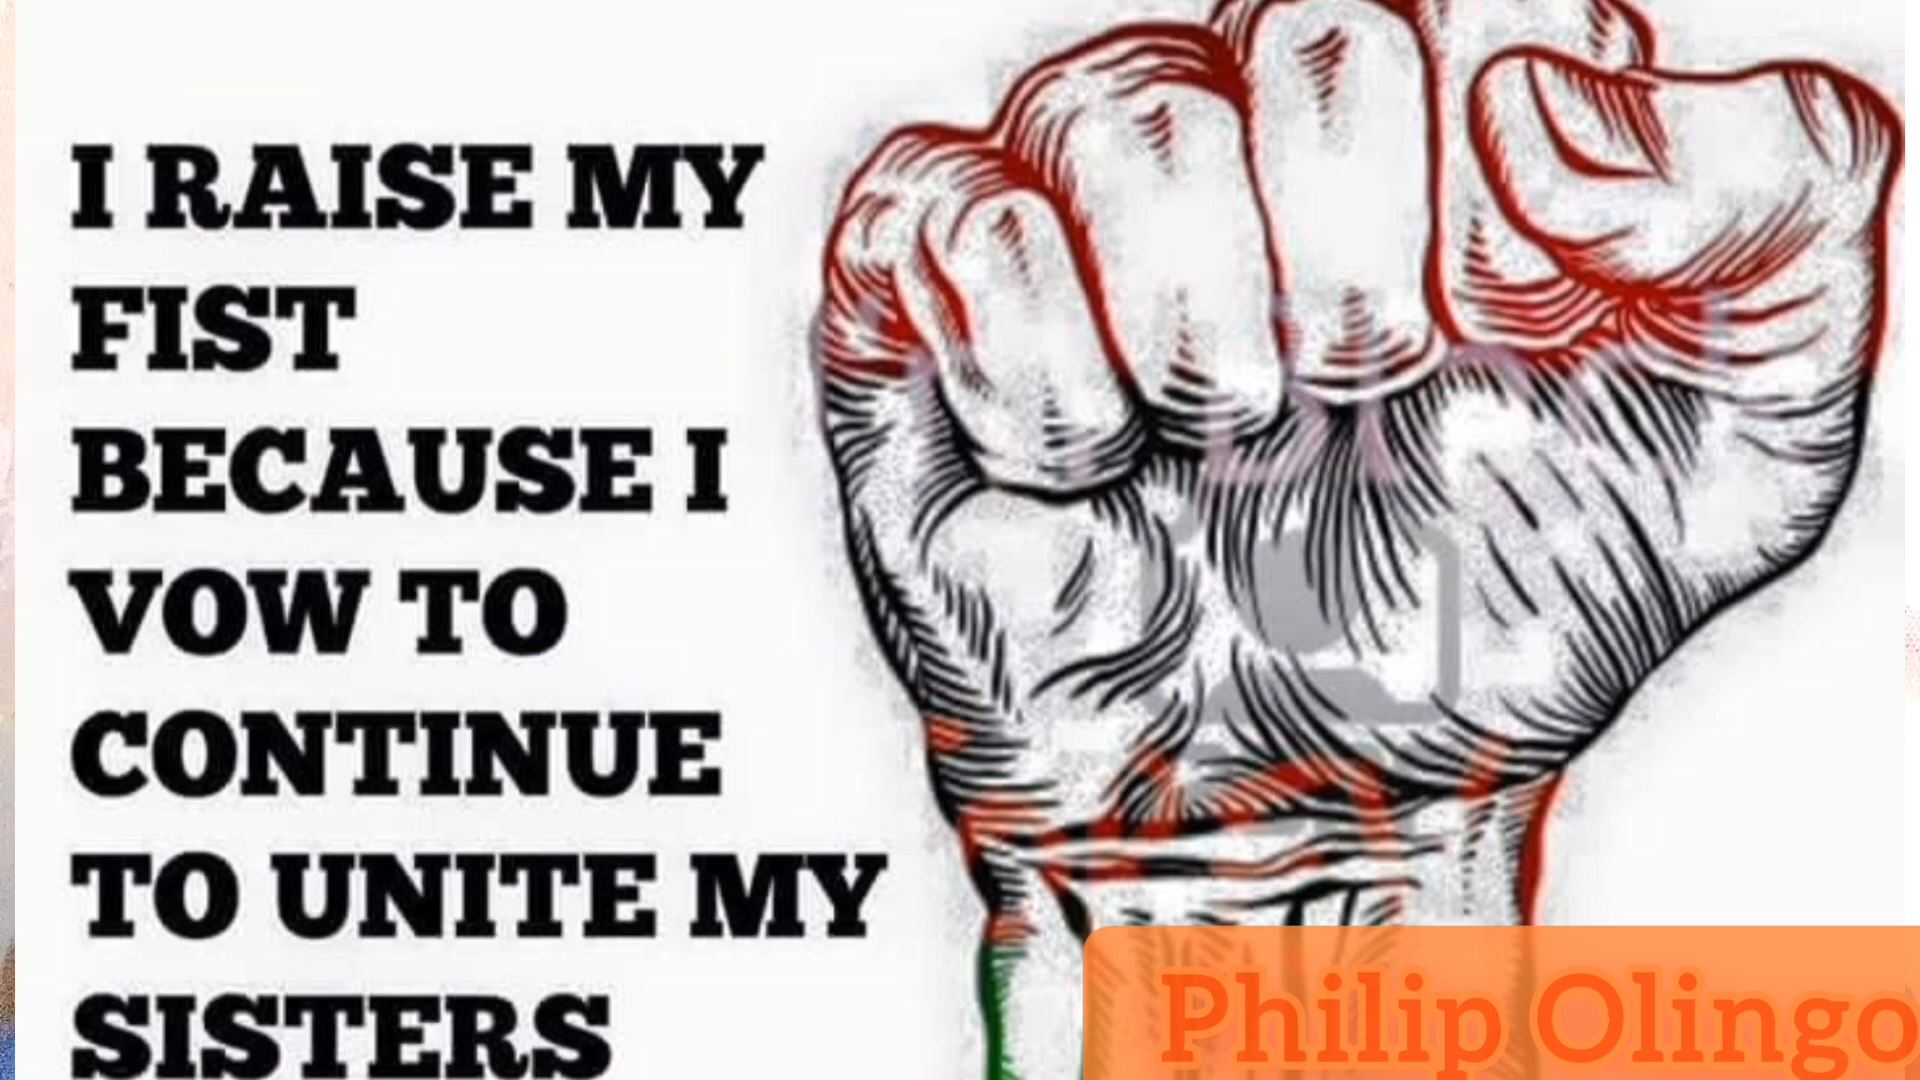 I RAISE MY
FIST
BECAUSE I
VOW TO
CONTINUE
TO UNITE MY
SISTERS
Philip Olingo